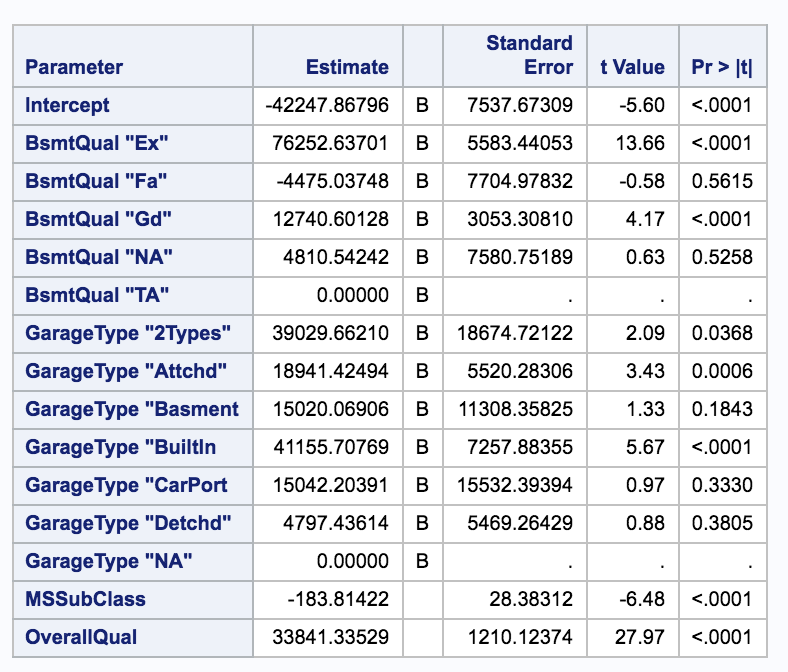 Parameter Estimate Standard Error t Value Pr > |t|
Intercept -42247.86796 B 7537.67309 -5.60 <.0001
BsmtQual "Ex" 76252.63701 B 5583.44053 13.66 <.0001
BsmtQual "Fa" -4475.03748 B 7704.97832 -0.58 0.5615
BsmtQual "Gd" 12740.60128 B 3053.30810 4.17 <.0001
BsmtQual "NA" 4810.54242 B 7580.75189 0.63 0.5258
BsmtQual "TA" 0.00000 B . . .
GarageType "2Types" 39029.66210 B 18674.72122 2.09 0.0368
GarageType "Attchd" 18941.42494 B 5520.28306 3.43 0.0006
GarageType "Basment 15020.06906 B 11308.35825 1.33 0.1843
GarageType "BuiltIn 41155.70769 B 7257.88355 5.67 <.0001
GarageType "CarPort 15042.20391 B 15532.39394 0.97 0.3330
GarageType "Detchd" 4797.43614 B 5469.26429 0.88 0.3805
GarageType "NA" 0.00000 B . . .
MSSubClass -183.81422 28.38312 -6.48 <.0001
OverallQual 33841.33529 1210.12374 27.97 <.0001